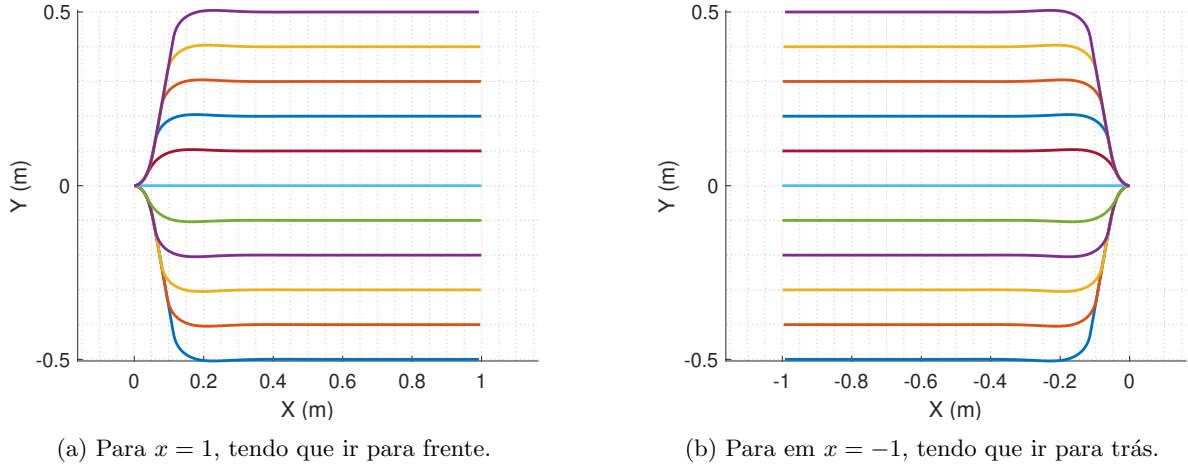 0.5
0
-0.5
Y (m)
0 0.2 0.4 0.6 0.8 1
X (m)
(a) Para x = 1, tendo que ir para frente.
0.5
0
-0.5
Y (m)
-1 -0.8 -0.6 -0.4 -0.2 0
X (m)
(b) Para em x = −1, tendo que ir para trás.